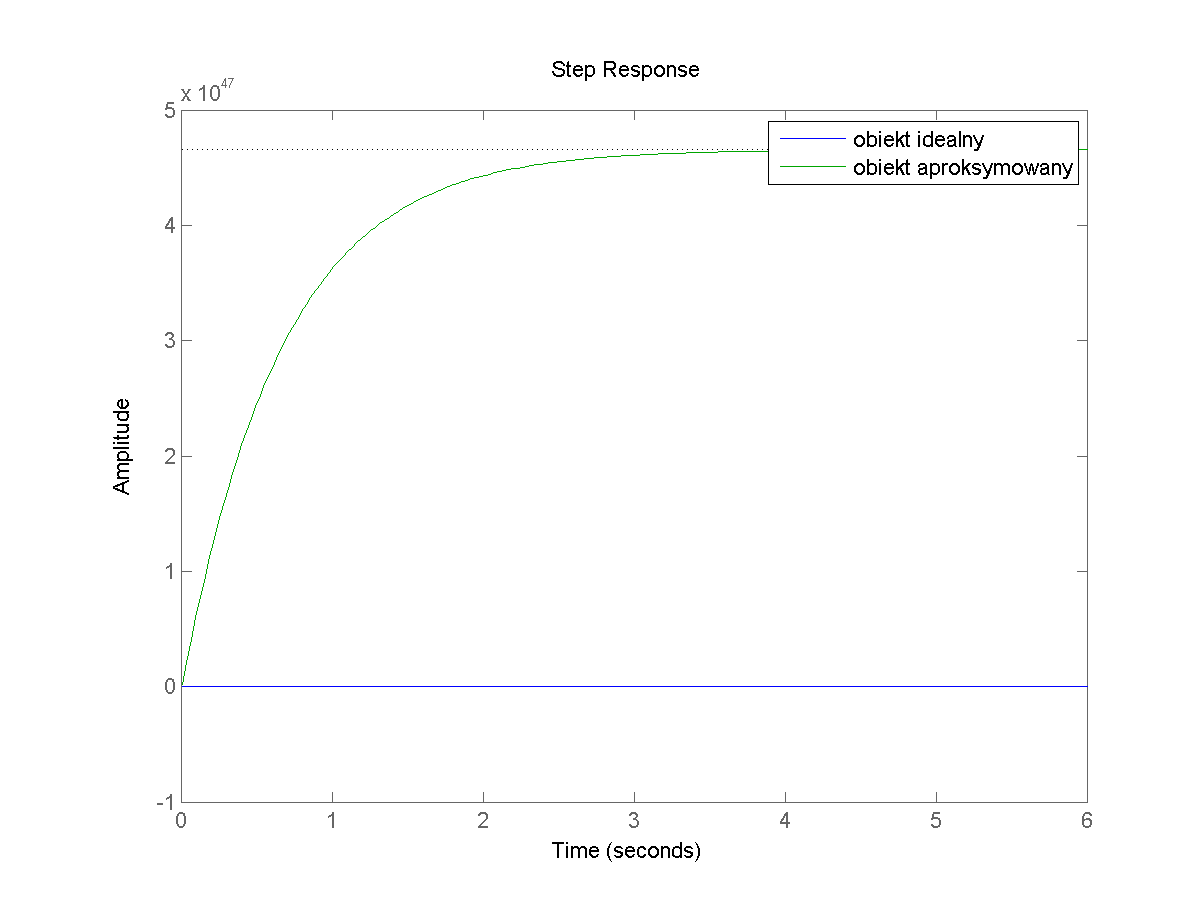 Step Response
x 10^47
obiekt idealny
obiekt aproksymowany
5
4
3
2
1
0
-1
Amplitude
0 1 2 3 4 5 6
Time (seconds)